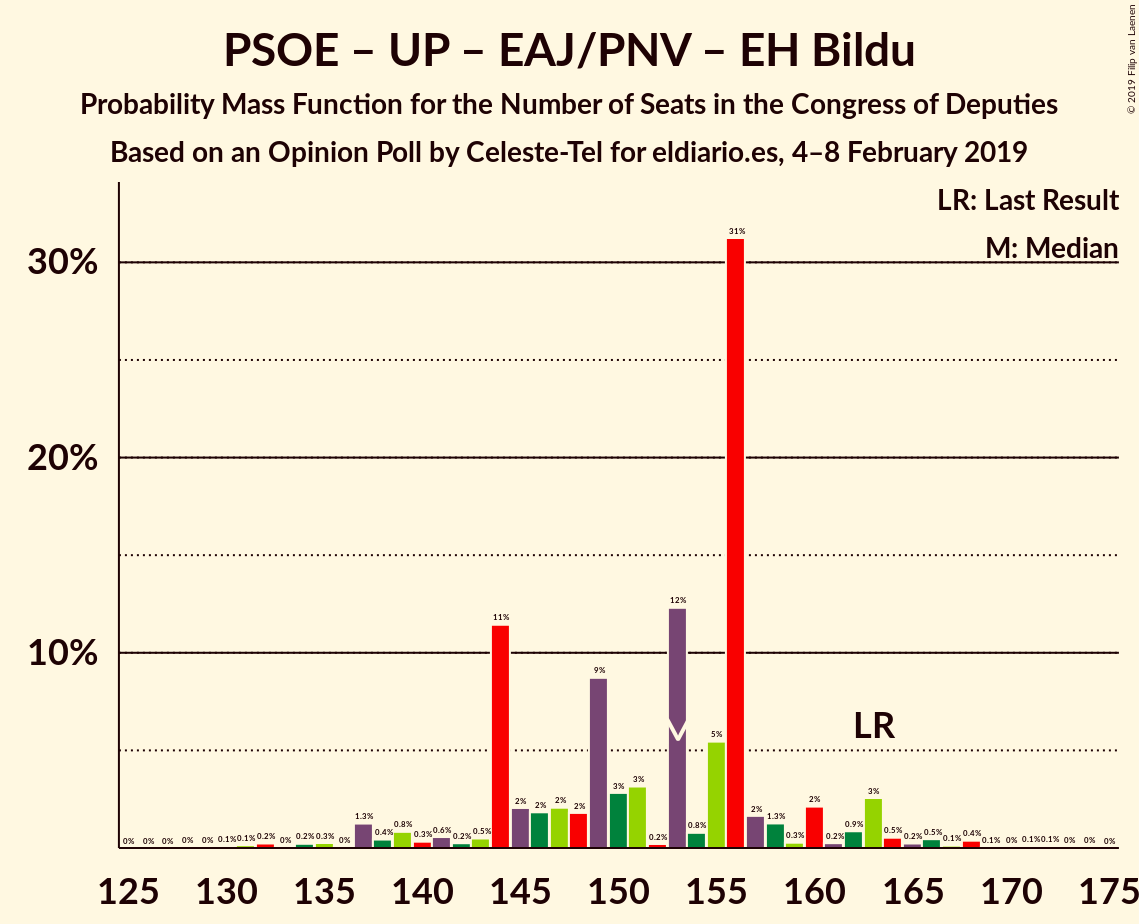 PSOE – UP – EAJ/PNV – EH Bildu
Probability Mass Function for the Number of Seats in the Congress of Deputies
Based on an Opinion Poll by Celeste-Tel for eldiario.es, 4–8 February 2019
© 2019 Filip van Laenen
LR: Last Result
M: Median
30%
20%
10%
0% 0% 0% 0% 0% 0.1% 0.1% 0.2% 0% 0.2% 0.3% 0% 1.3% 0.4% 0.8% 0.3% 0.6% 0.2% 0.5% 11% 2% 2% 2% 2% 9% 3% 3% 0.2% 12% 0.8% 5% 31% 2% 1.3% 0.3% 2% 0.2% 0.9% 3% 0.5% 0.2% 0.5% 0.1% 0.4% 0.1% 0% 0.1% 0.1% 0% 0% 0%
LR
125 130 135 140 145 150 155 160 165 170 175